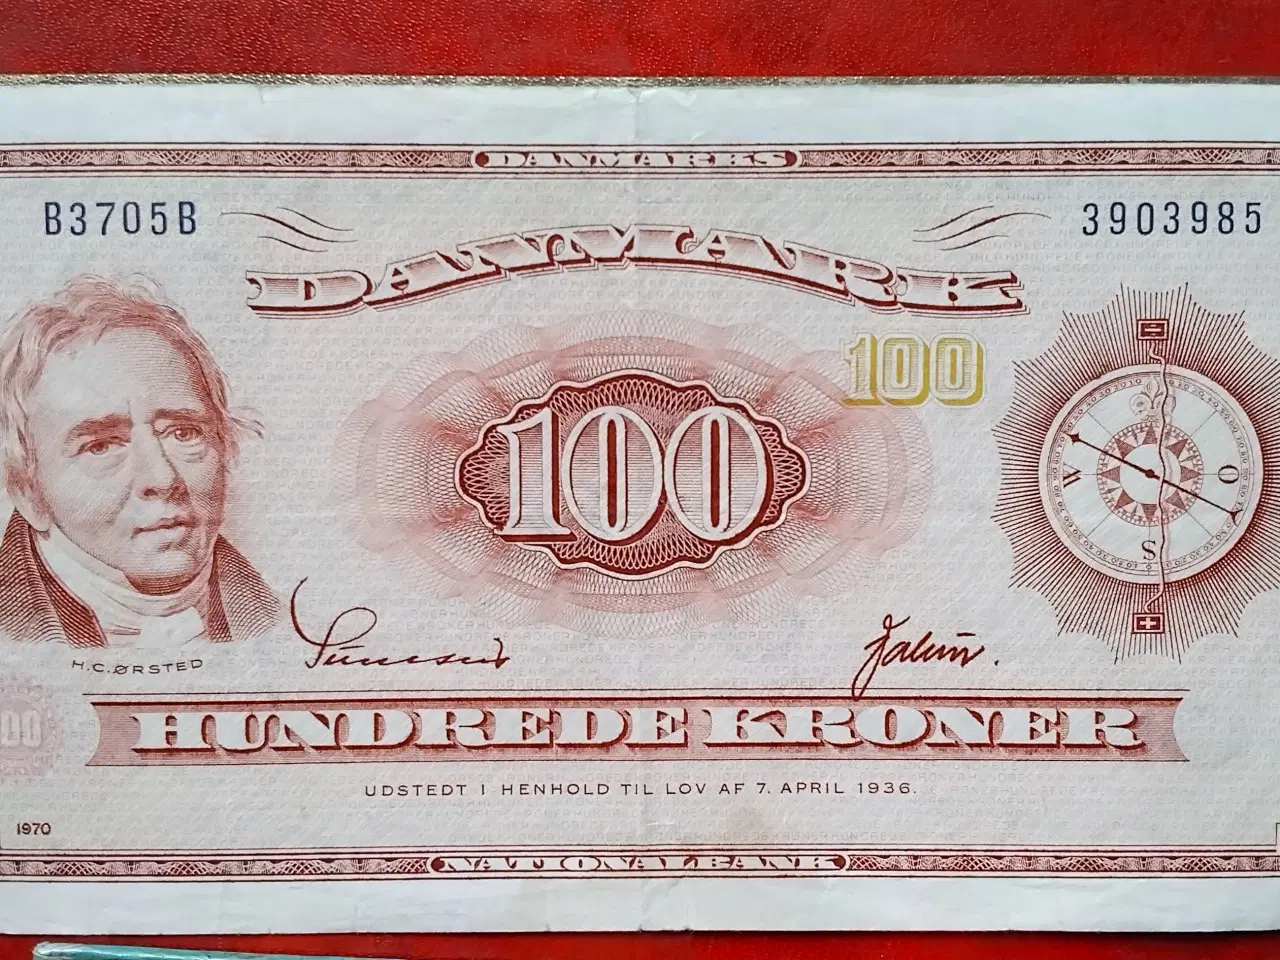 DANMARKS
B3705B
3903985
DANMARK
100
100
W
O
S
H.C.ØRSTED
HUNDREDE KRONER
UDSTEDT I HENHOLD TIL LOV AF 7. APRIL 1936.
1970
NATIONALBANK